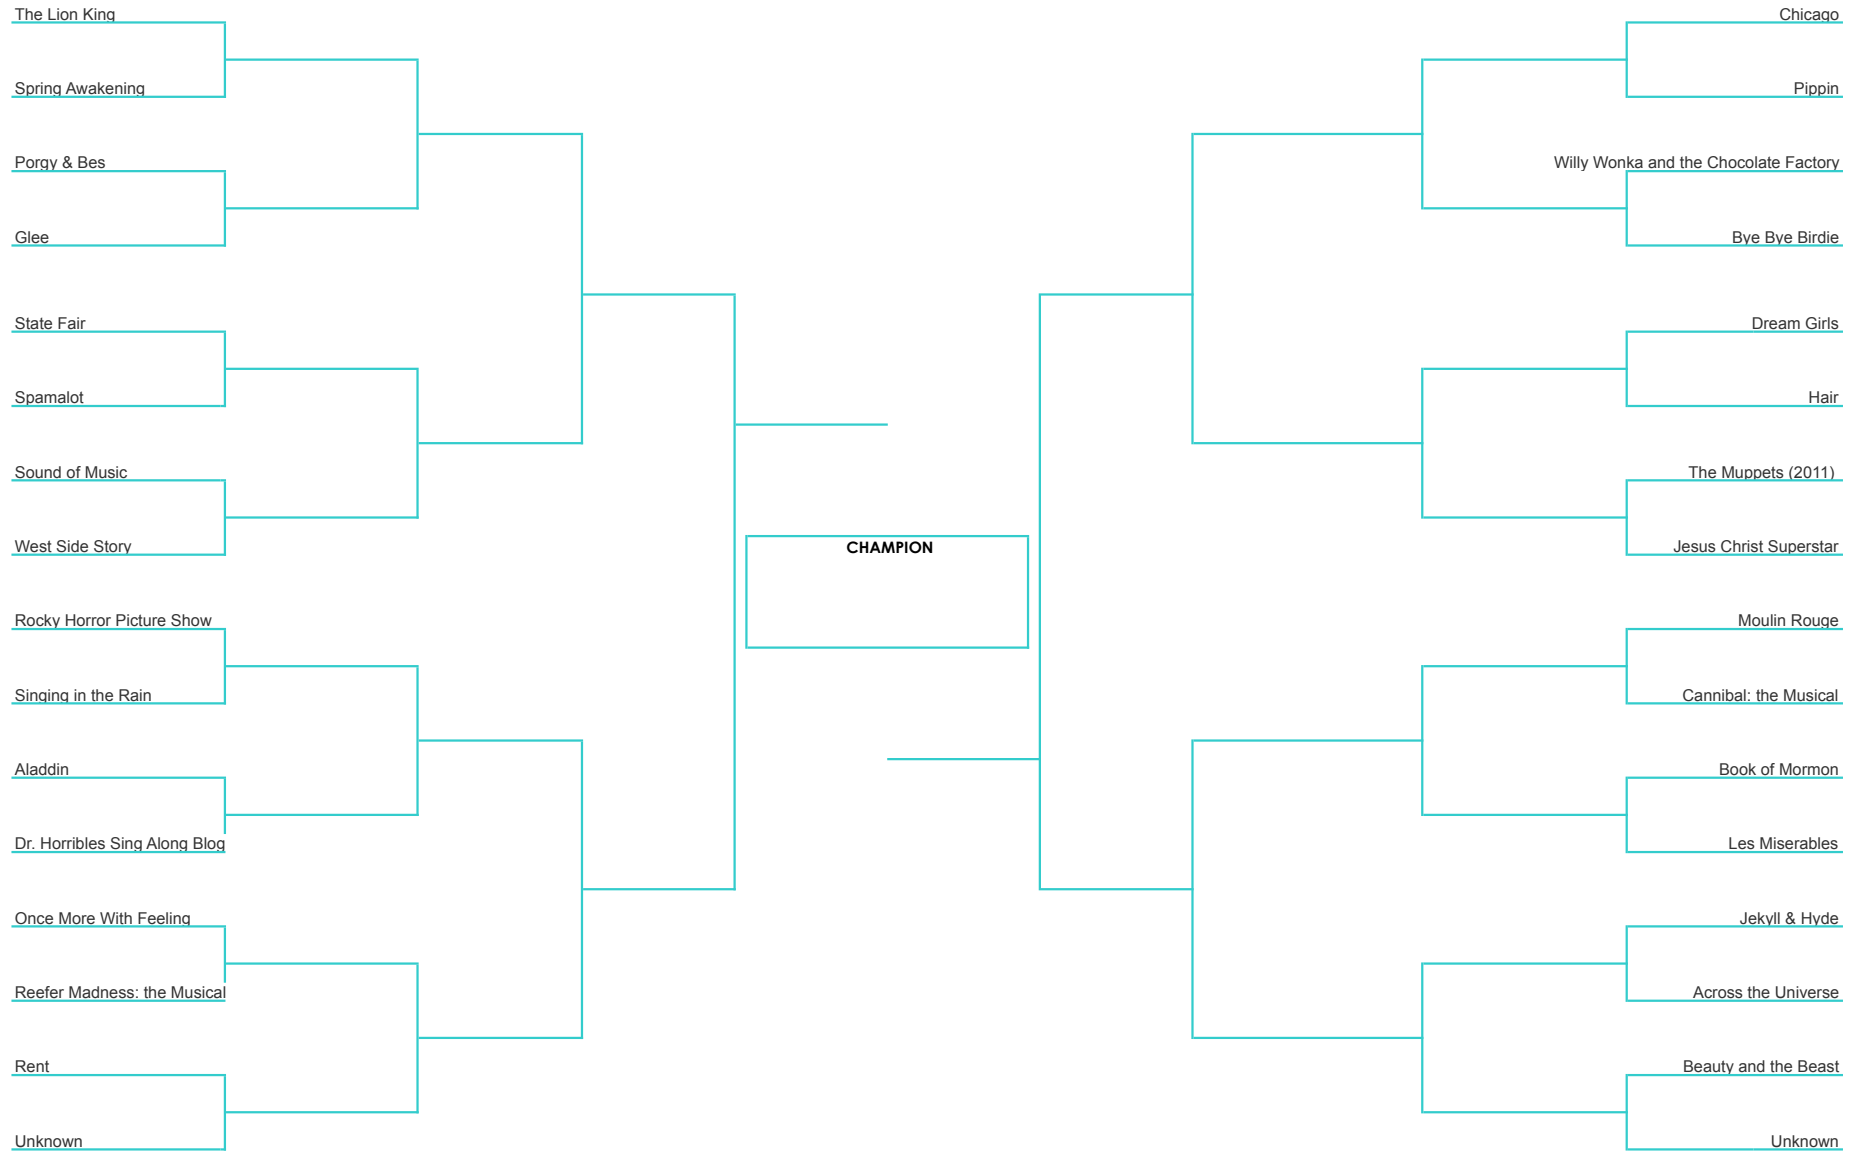 The Lion King
Spring Awakening
Porgy & Bes
Glee
State Fair
Spamalot
Sound of Music
West Side Story
Rocky Horror Picture Show
Singing in the Rain
Aladdin
Dr. Horribles Sing Along Blog
Once More With Feeling
Reefer Madness: the Musical
Rent
Unknown
CHAMPION
Chicago
Pippin
Willy Wonka and the Chocolate Factory
Bye Bye Birdie
Dream Girls
Hair
The Muppets (2011)
Jesus Christ Superstar
Moulin Rouge
Cannibal: the Musical
Book of Mormon
Les Miserables
Jekyll & Hyde
Across the Universe
Beauty and the Beast
Unknown